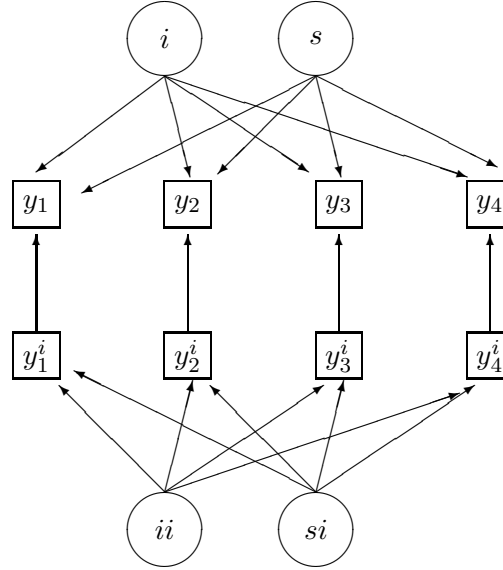 i s
y₁ y₂ y₃ y₄
y₁ⁱ y₂ⁱ y₃ⁱ y₄ⁱ
ii si